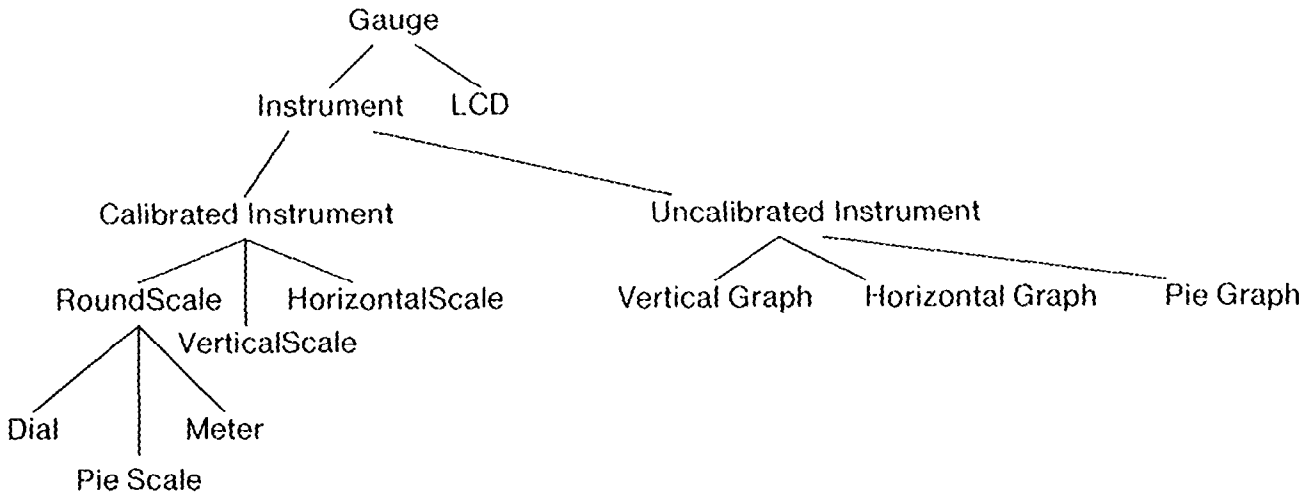 Gauge
Instrument LCD
Calibrated Instrument Uncalibrated Instrument
RoundScale HorizontalScale Vertical Graph Horizontal Graph Pie Graph
VerticalScale
Dial Meter
Pie Scale